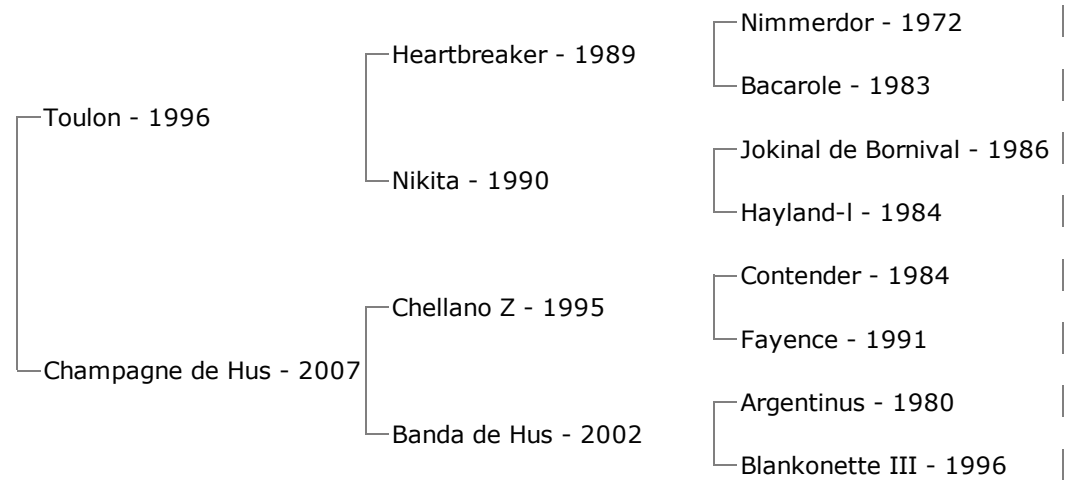 Nimmerdor - 1972
Heartbreaker - 1989
Bacarole - 1983
Toulon - 1996
Jokinal de Bornival - 1986
Nikita - 1990
Hayland-l - 1984
Contender - 1984
Chellano Z - 1995
Fayence - 1991
Champagne de Hus - 2007
Argentinus - 1980
Banda de Hus - 2002
Blankonette III - 1996